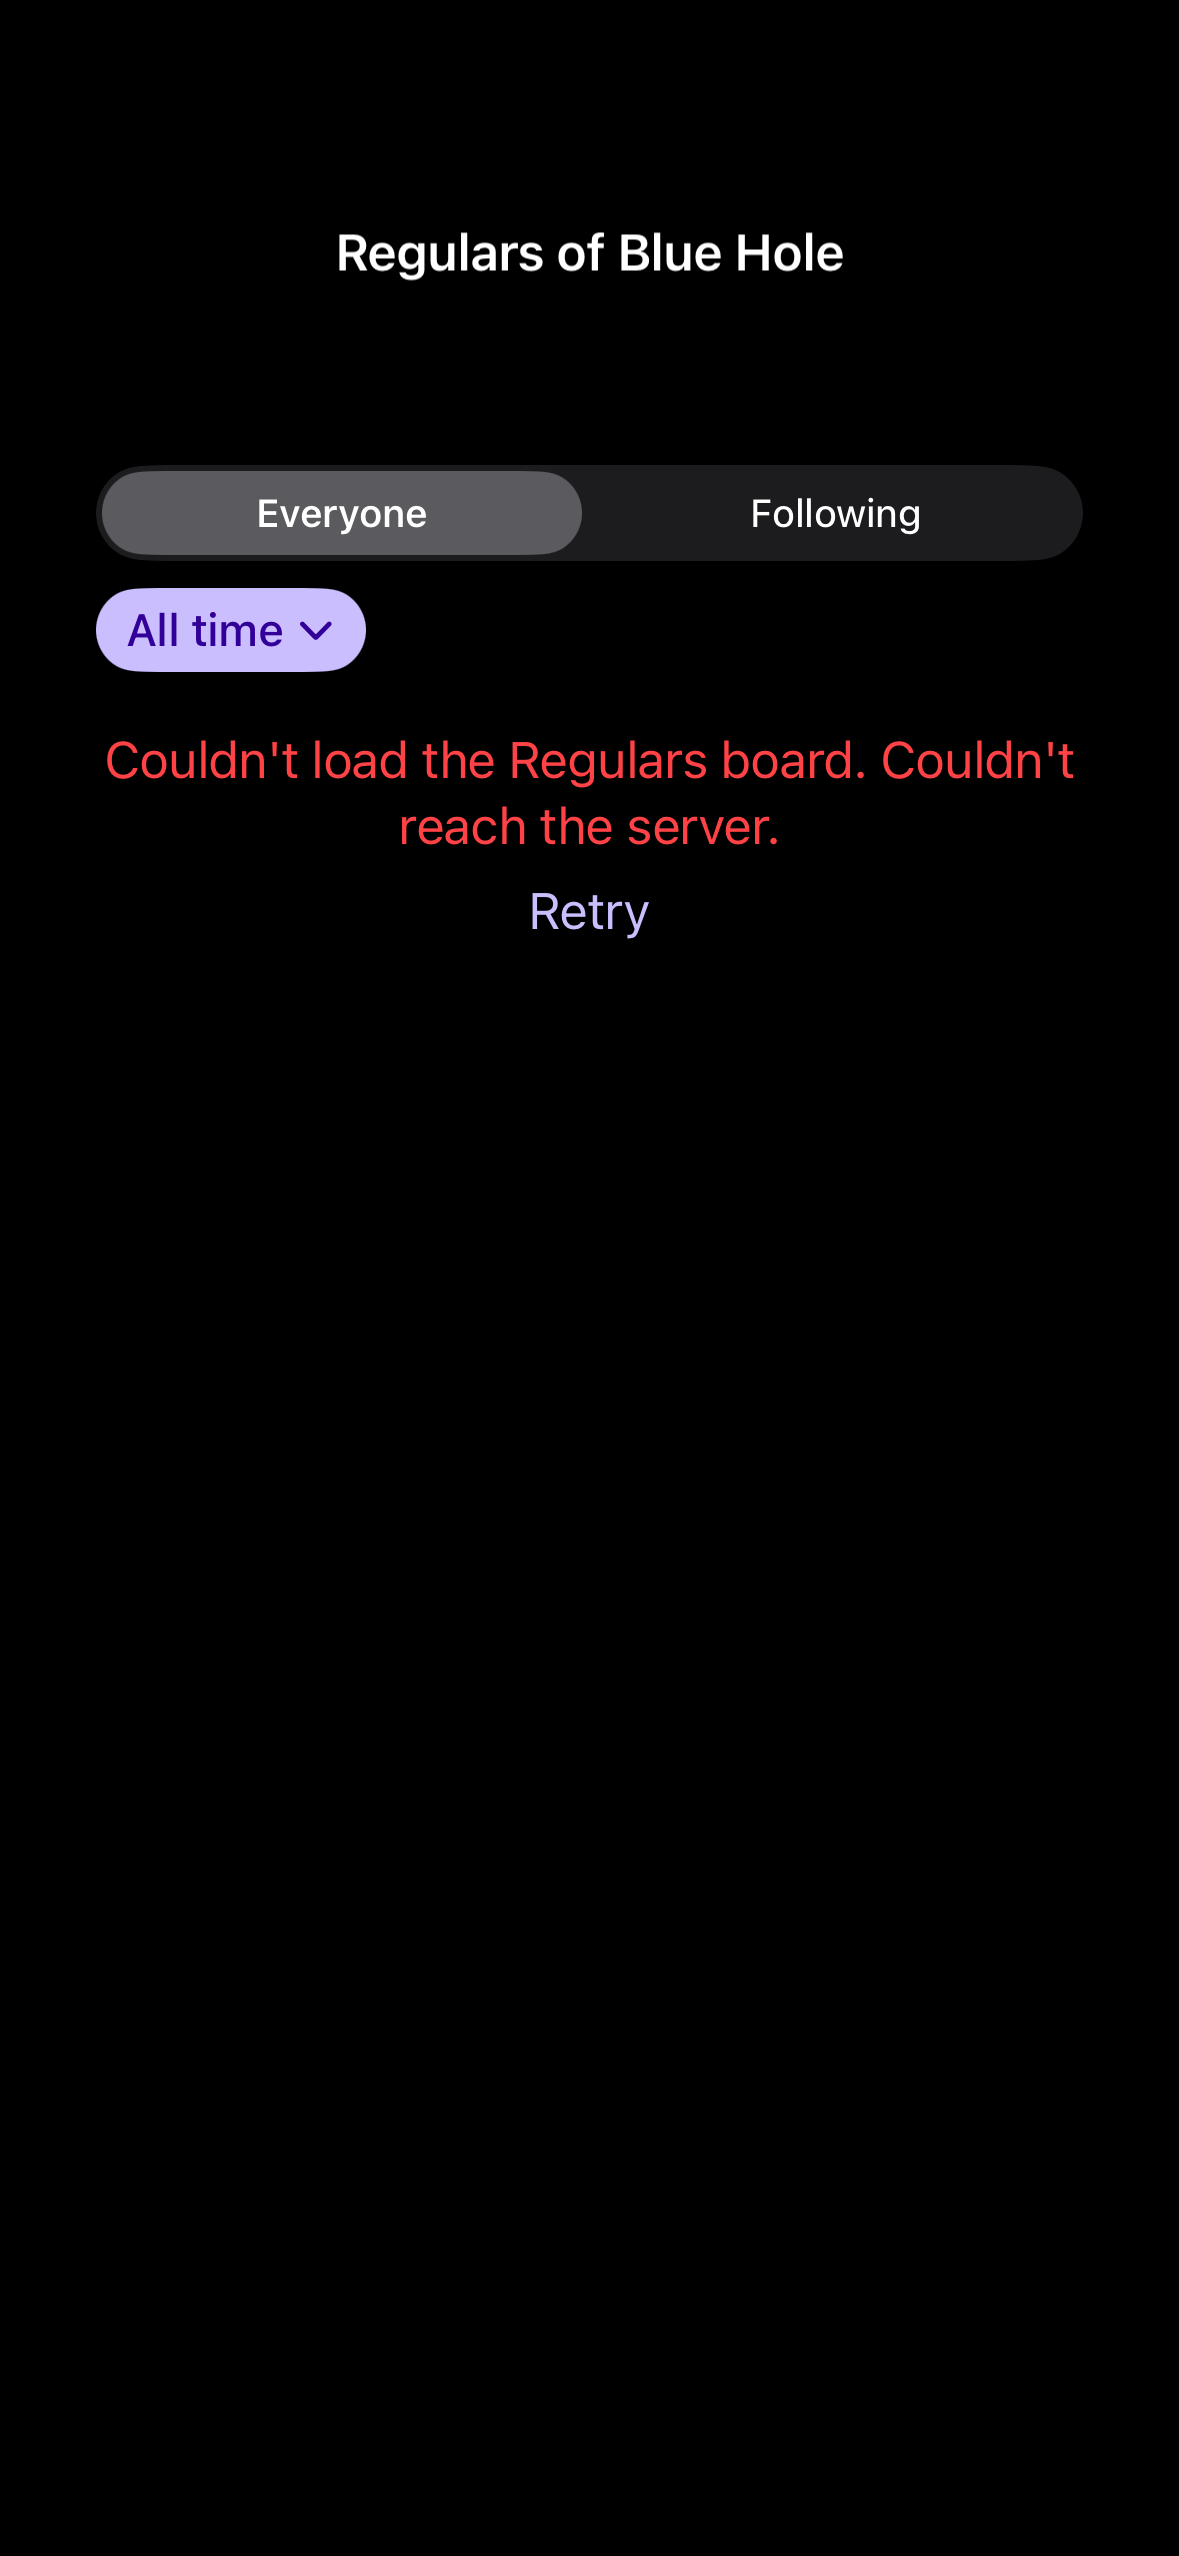 Regulars of Blue Hole
Everyone
Following
All time
Couldn't load the Regulars board. Couldn't
reach the server.
Retry